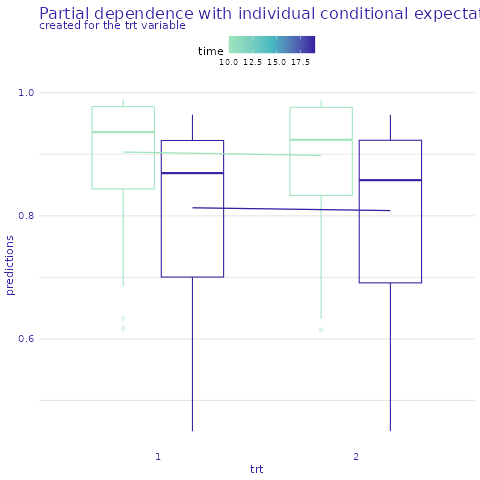 Partial dependence with individual conditional expectat
created for the trt variable
time
10.0 12.5 15.0 17.5
1.0
0.8
0.6
predictions
1 2
trt